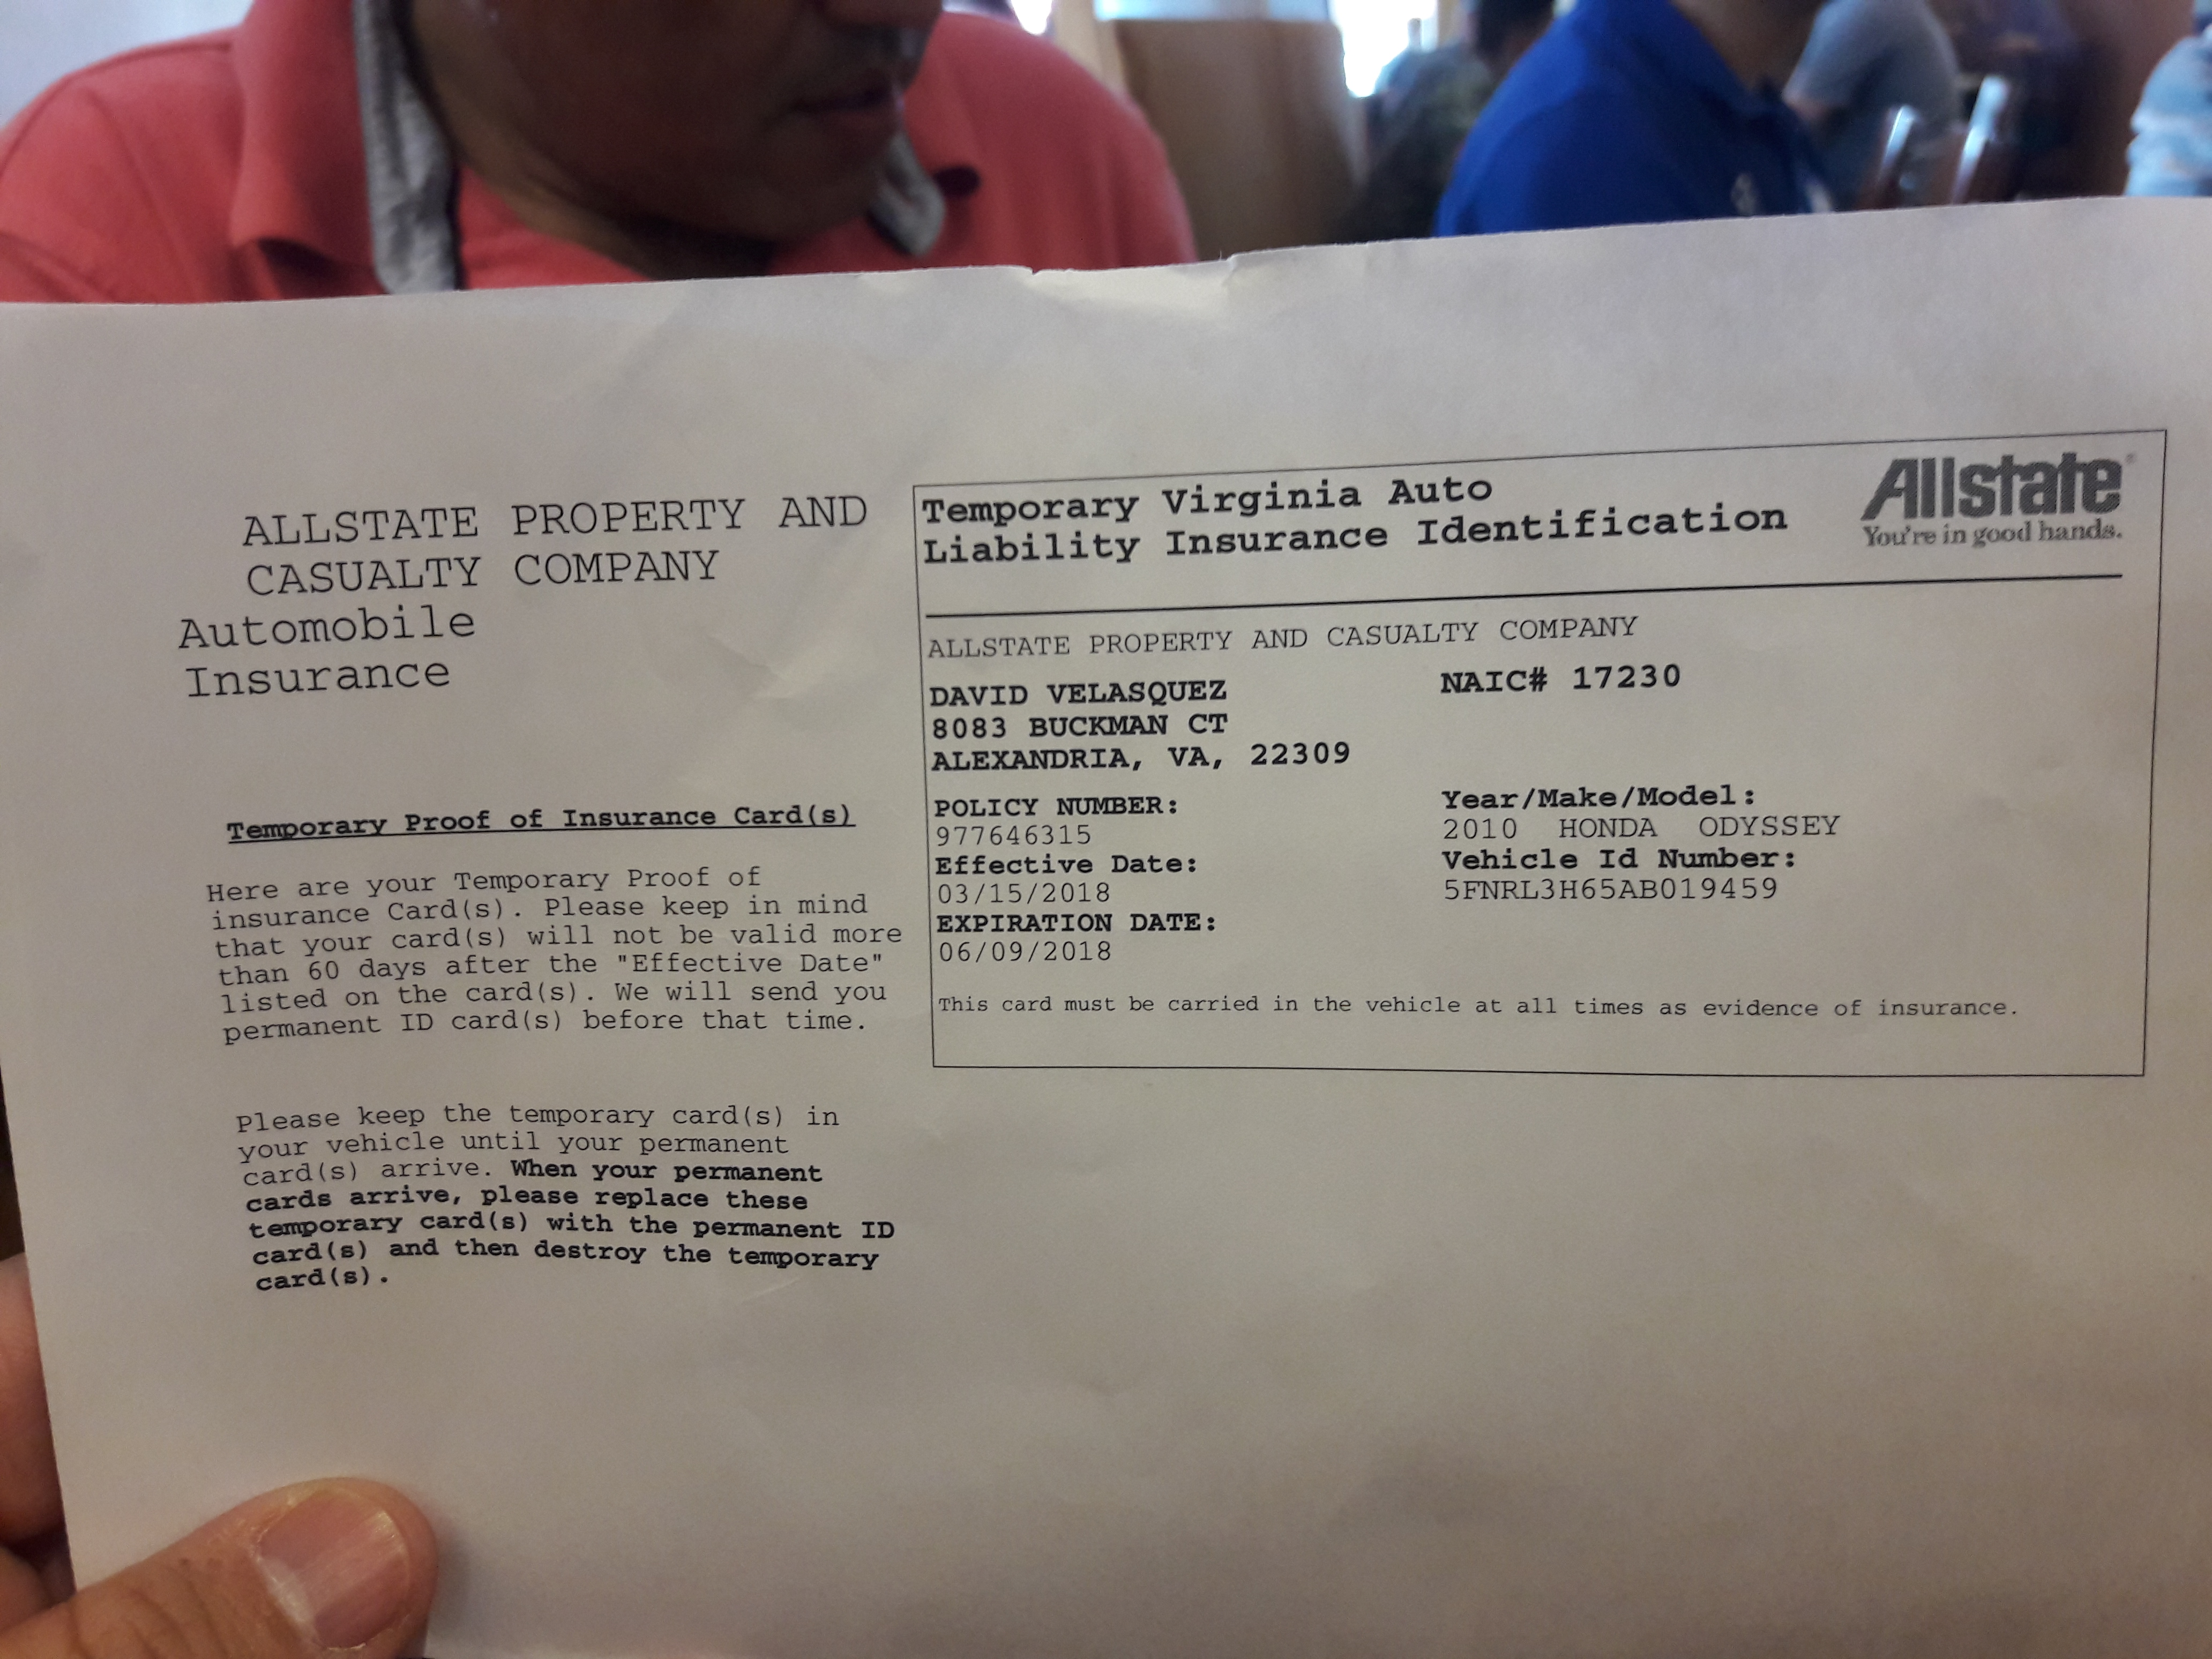 ALLSTATE PROPERTY AND
CASUALTY COMPANY
Automobile
Insurance
Temporary Proof of Insurance Card(s)
Here are your Temporary Proof of
insurance Card(s). Please keep in mind
that your card(s) will not be valid more
than 60 days after the "Effective Date"
listed on the card(s). We will send you
permanent ID card(s) before that time.
Please keep the temporary card(s) in
your vehicle until your permanent
card(s) arrive. When your permanent
cards arrive, please replace these
temporary card(s) with the permanent ID
card(s) and then destroy the temporary
card(s).
Temporary Virginia Auto
Liability Insurance Identification
Allstate®
You're in good hands.
ALLSTATE PROPERTY AND CASUALTY COMPANY
DAVID VELASQUEZ NAIC# 17230
8083 BUCKMAN CT
ALEXANDRIA, VA, 22309
POLICY NUMBER: Year/Make/Model:
977646315 2010 HONDA ODYSSEY
Effective Date: Vehicle Id Number:
03/15/2018 5FNRL3H65AB019459
EXPIRATION DATE:
06/09/2018
This card must be carried in the vehicle at all times as evidence of insurance.